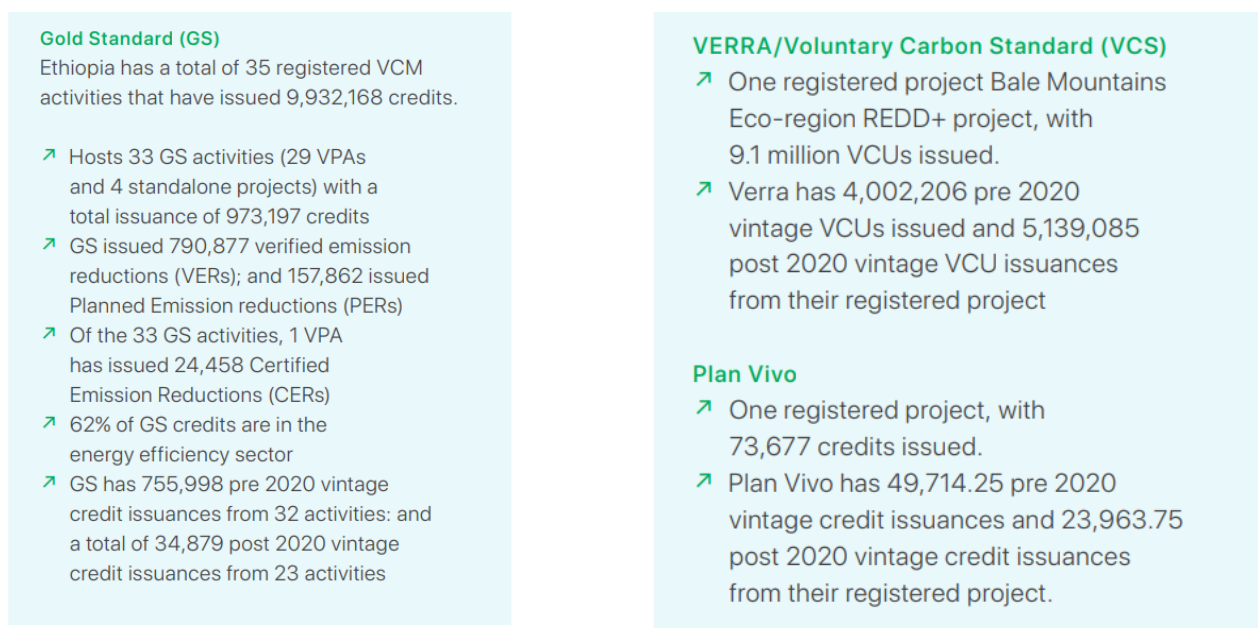 Gold Standard (GS)
Ethiopia has a total of 35 registered VCM
activities that have issued 9,932,168 credits.
Hosts 33 GS activities (29 VPAs
and 4 standalone projects) with a
total issuance of 973,197 credits
GS issued 790,877 verified emission
reductions (VERs); and 157,862 issued
Planned Emission reductions (PERs)
Of the 33 GS activities, 1 VPA
has issued 24,458 Certified
Emission Reductions (CERs)
62% of GS credits are in the
energy efficiency sector
GS has 755,998 pre 2020 vintage
credit issuances from 32 activities: and
a total of 34,879 post 2020 vintage
credit issuances from 23 activities
VERRA/Voluntary Carbon Standard (VCS)
One registered project Bale Mountains
Eco-region REDD+ project, with
9.1 million VCUs issued.
Verra has 4,002,206 pre 2020
vintage VCUs issued and 5,139,085
post 2020 vintage VCU issuances
from their registered project
Plan Vivo
One registered project, with
73,677 credits issued.
Plan Vivo has 49,714.25 pre 2020
vintage credit issuances and 23,963.75
post 2020 vintage credit issuances
from their registered project.